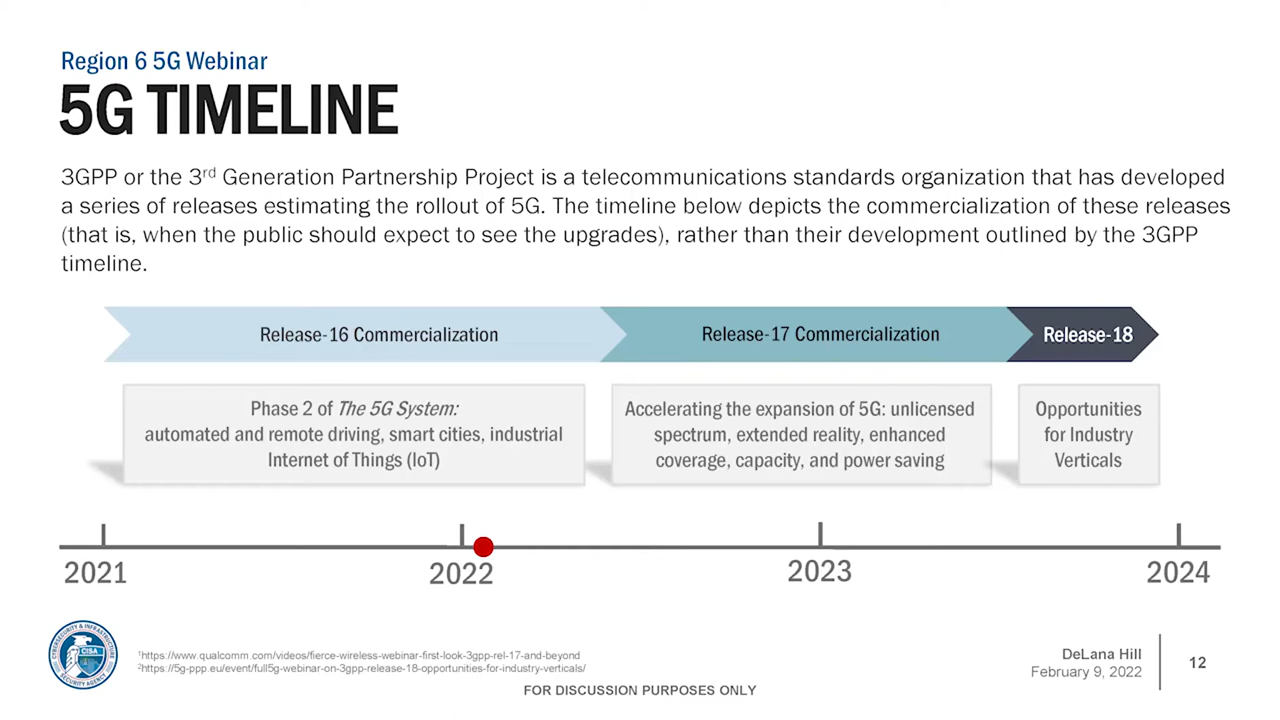 Region 6 5G Webinar
5G TIMELINE
3GPP or the 3rd Generation Partnership Project is a telecommunications standards organization that has developed
a series of releases estimating the rollout of 5G. The timeline below depicts the commercialization of these releases
(that is, when the public should expect to see the upgrades), rather than their development outlined by the 3GPP
timeline.
Release-16 Commercialization
Release-17 Commercialization
Release-18
Phase 2 of The 5G System:
automated and remote driving, smart cities, industrial
Internet of Things (IoT)
Accelerating the expansion of 5G: unlicensed
spectrum, extended reality, enhanced
coverage, capacity, and power saving
Opportunities
for Industry
Verticals
2021
2022
2023
2024
CYBERSECURITY & INFRASTRUCTURE
CISA
SECURITY AGENCY
1https://www.qualcomm.com/videos/fierce-wireless-webinar-first-look-3gpp-rel-17-and-beyond
2https://5g-ppp.eu/event/full5g-webinar-on-3gpp-release-18-opportunities-for-industry-verticals/
FOR DISCUSSION PURPOSES ONLY
DeLana Hill
February 9, 2022
12